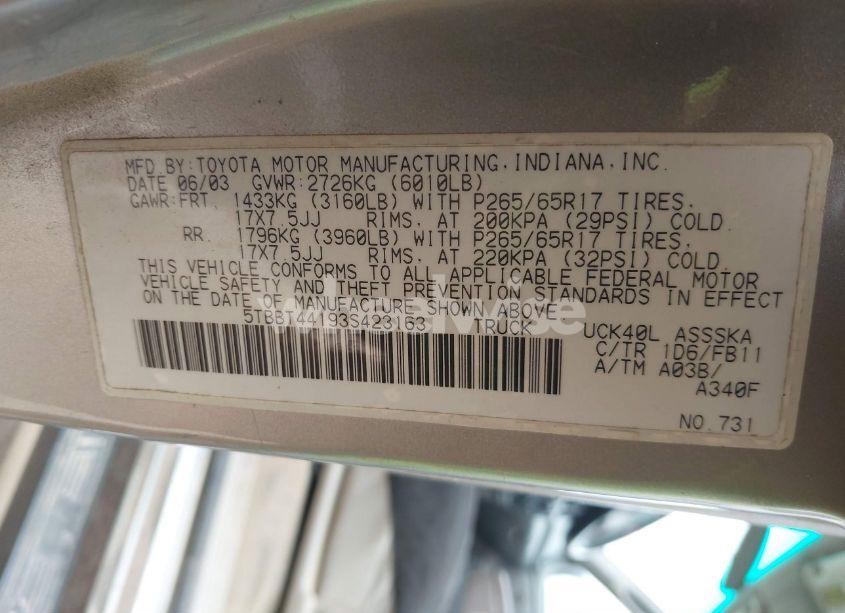 MFD.BY:TOYOTA MOTOR MANUFACTURING,INDIANA,INC.
DATE 06/03 GVWR:2726KG (6010LB)
GAWR:FRT. 1433KG (3160LB) WITH P265/65R17 TIRES.
17X7.5JJ RIMS. AT 200KPA (29PSI) COLD.
RR. 1796KG (3960LB) WITH P265/65R17 TIRES.
17X7.5JJ RIMS. AT 220KPA (32PSI) COLD.
THIS VEHICLE CONFORMS TO ALL APPLICABLE FEDERAL MOTOR
VEHICLE SAFETY AND THEFT PREVENTION STANDARDS IN EFFECT
ON THE DATE OF MANUFACTURE SHOWN ABOVE.
5TBBT44193S423163 TRUCK
UCK40L ASSSKA
C/TR 1D6/FB11
A/TM A03B/
A340F
NO.731